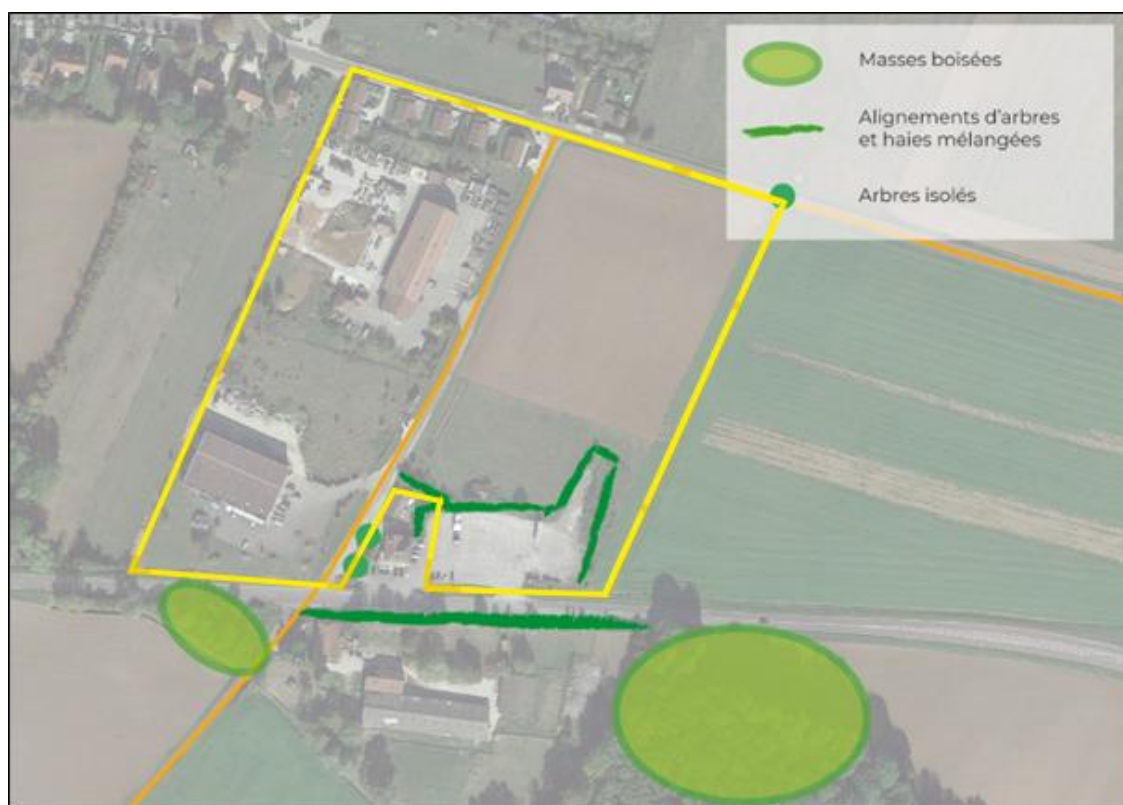 Masses boisées
Alignements d'arbres
et haies mélangées
Arbres isolés